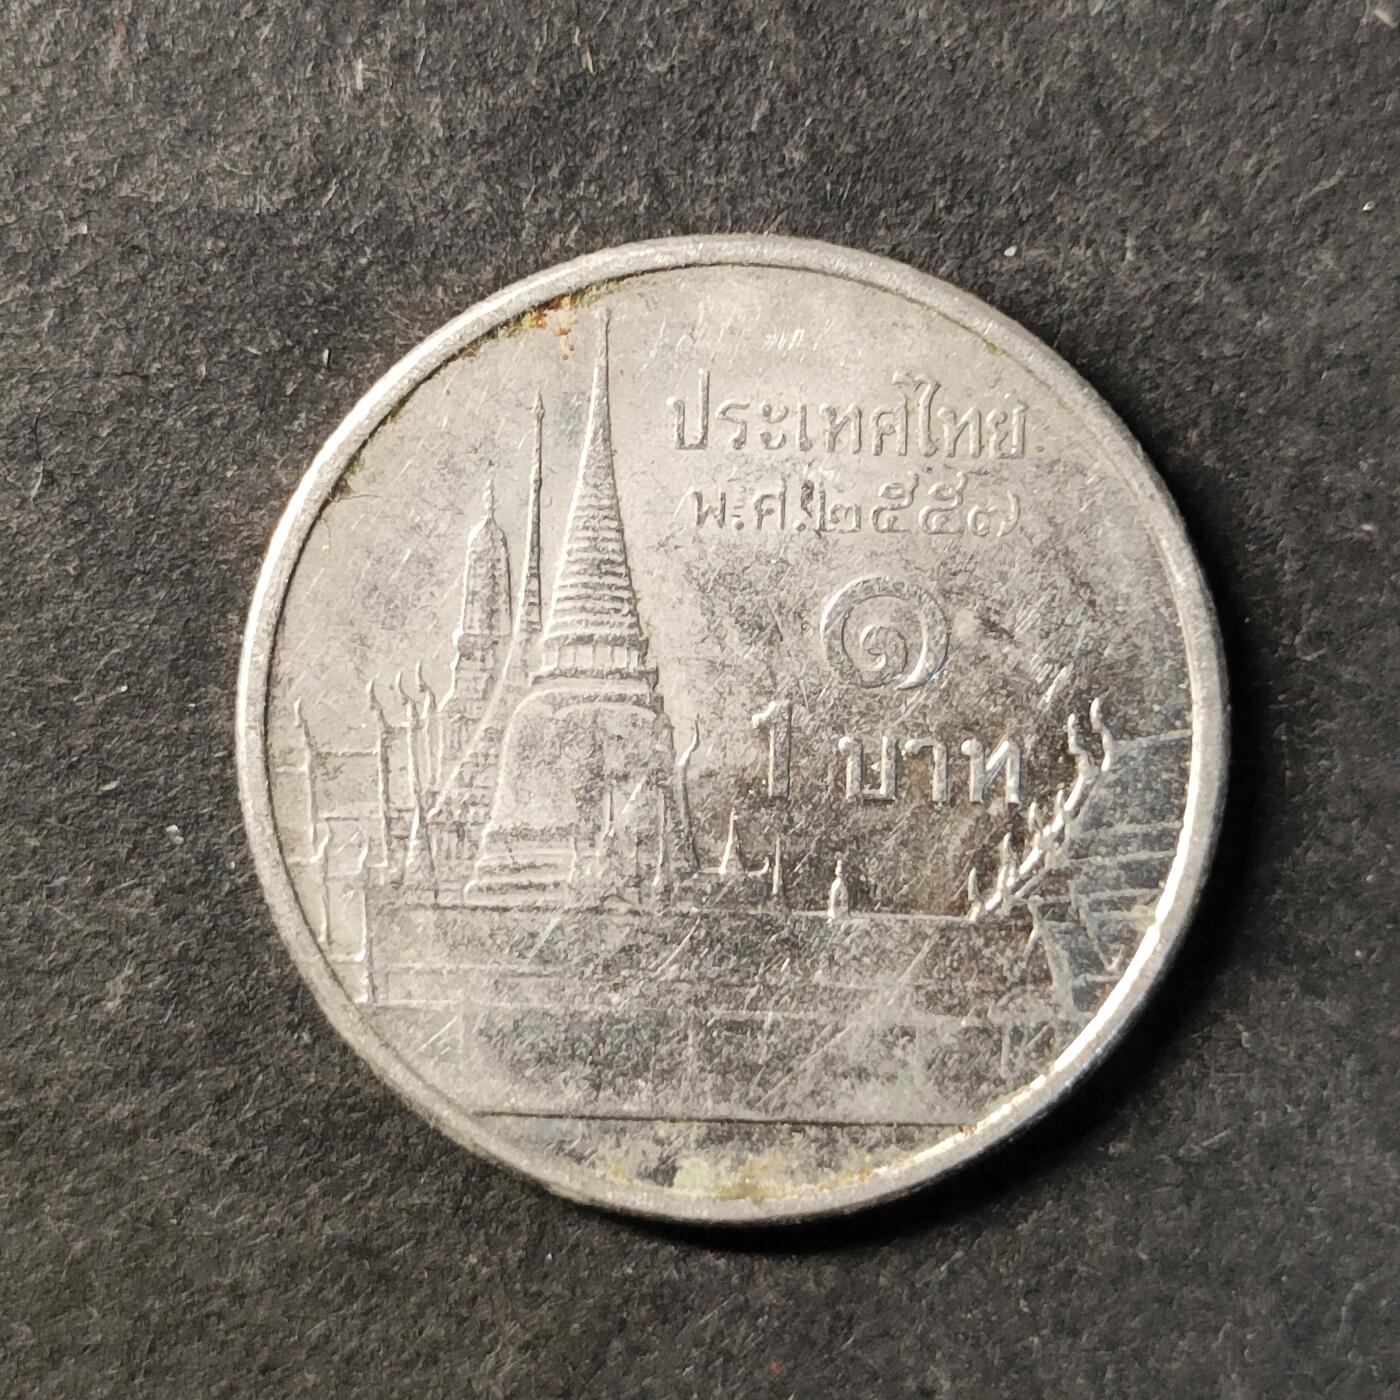 ประเทศไทย
พ.ศ.๒๕๕๗
๑
1 บาท